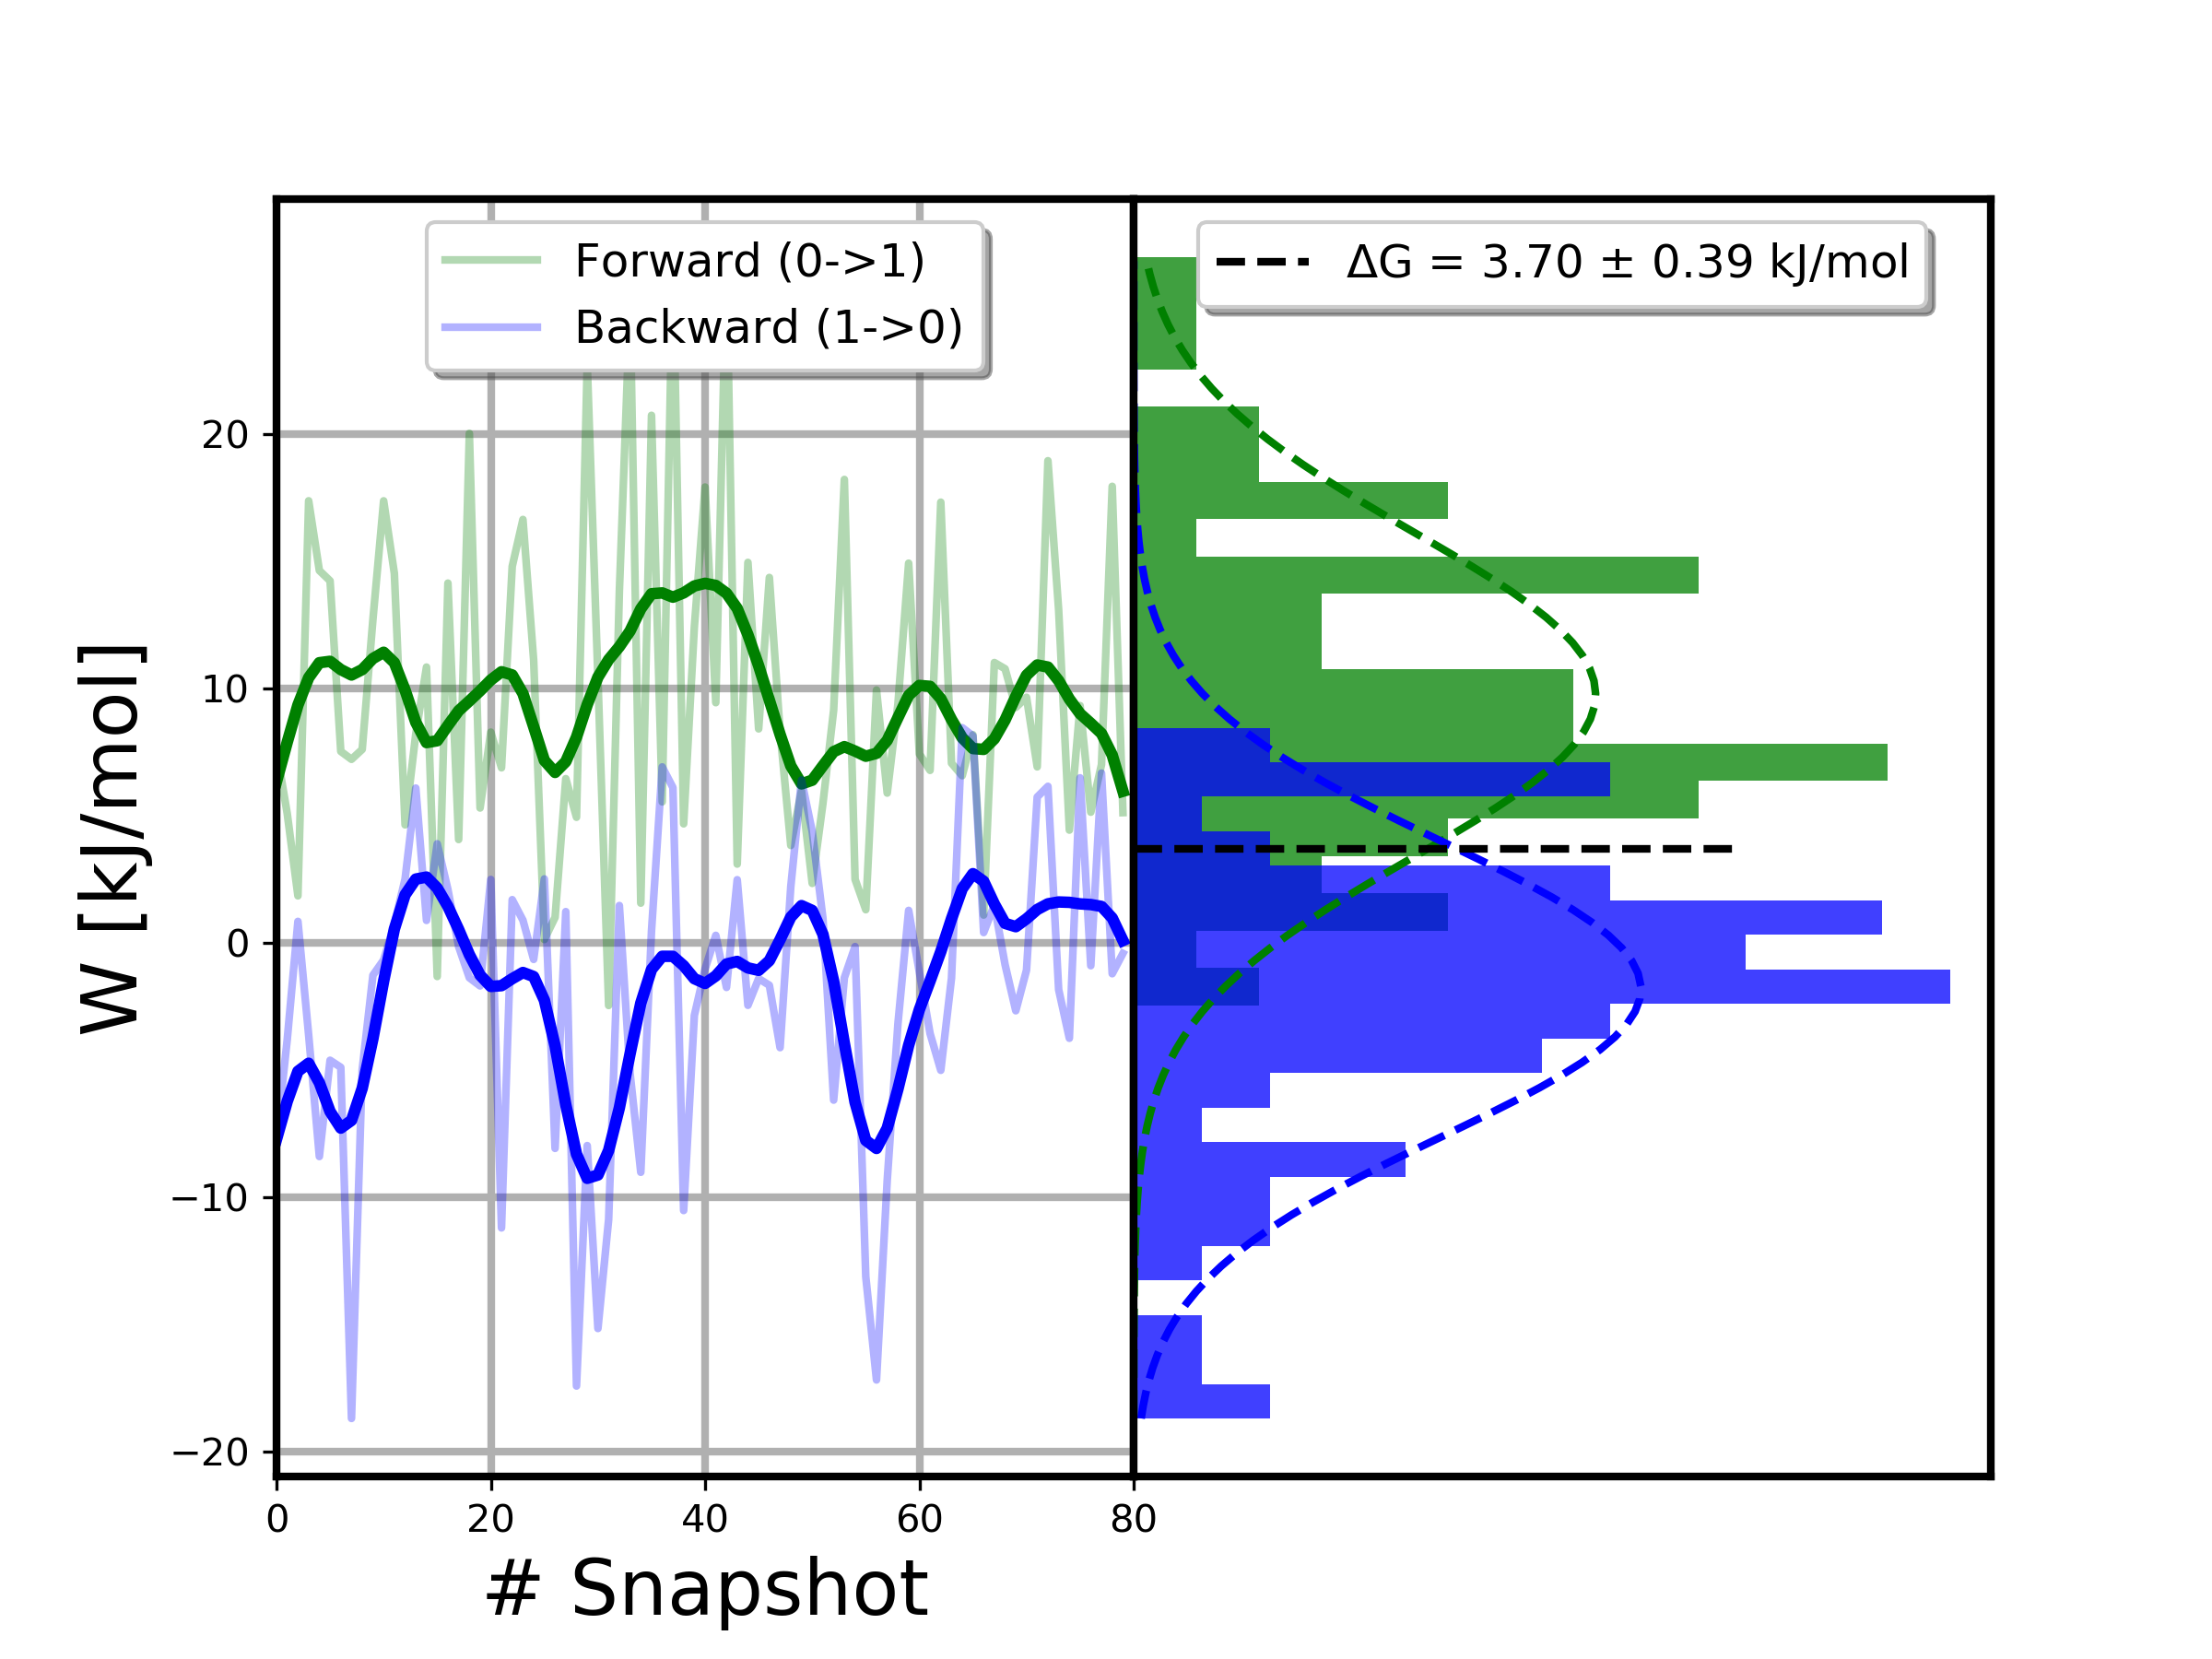 Forward (0->1)
Backward (1->0)
ΔG = 3.70 ± 0.39 kJ/mol
W [kJ/mol]
20
10
0
−10
−20
0 20 40 60 80
# Snapshot